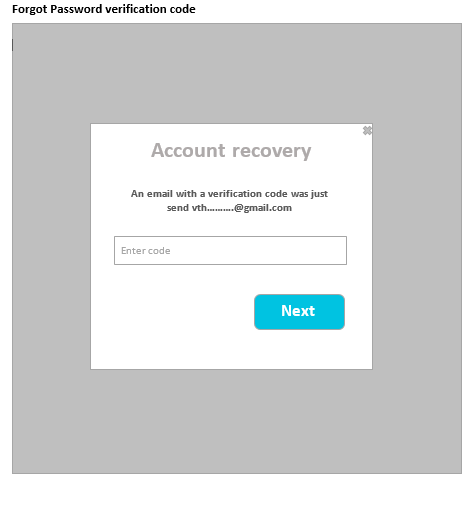 Forgot Password verification code
Account recovery
An email with a verification code was just
send vth..........@gmail.com
Enter code
Next